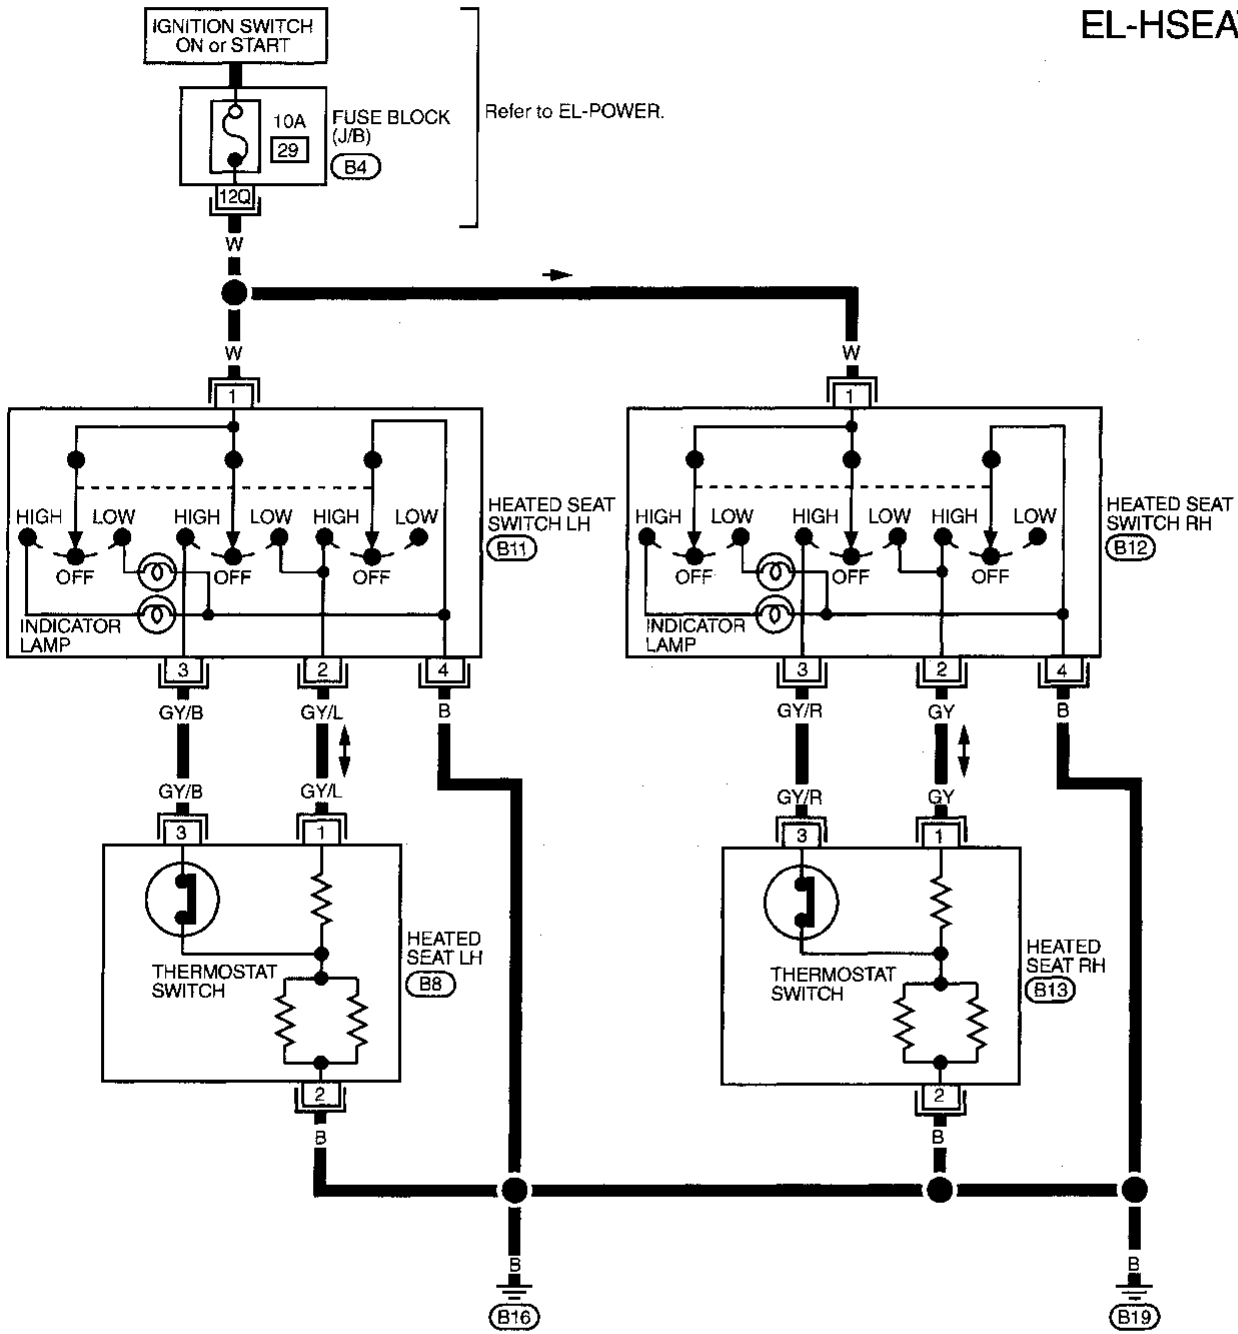 EL-HSEAT
IGNITION SWITCH
ON or START
10A
29
FUSE BLOCK
(J/B)
B4
Refer to EL-POWER.
12Q
W
W
W
1
1
HIGH LOW HIGH LOW HIGH LOW
OFF OFF OFF
INDICATOR
LAMP
HEATED SEAT
SWITCH LH
B11
HIGH LOW HIGH LOW HIGH LOW
OFF OFF OFF
INDICATOR
LAMP
HEATED SEAT
SWITCH RH
B12
3 2 4
3 2 4
GY/B GY/L B
GY/R GY B
GY/B GY/L
GY/R GY
3 1
3 1
THERMOSTAT
SWITCH
HEATED
SEAT LH
B8
THERMOSTAT
SWITCH
HEATED
SEAT RH
B13
2
2
B
B
B
B
B16
B19